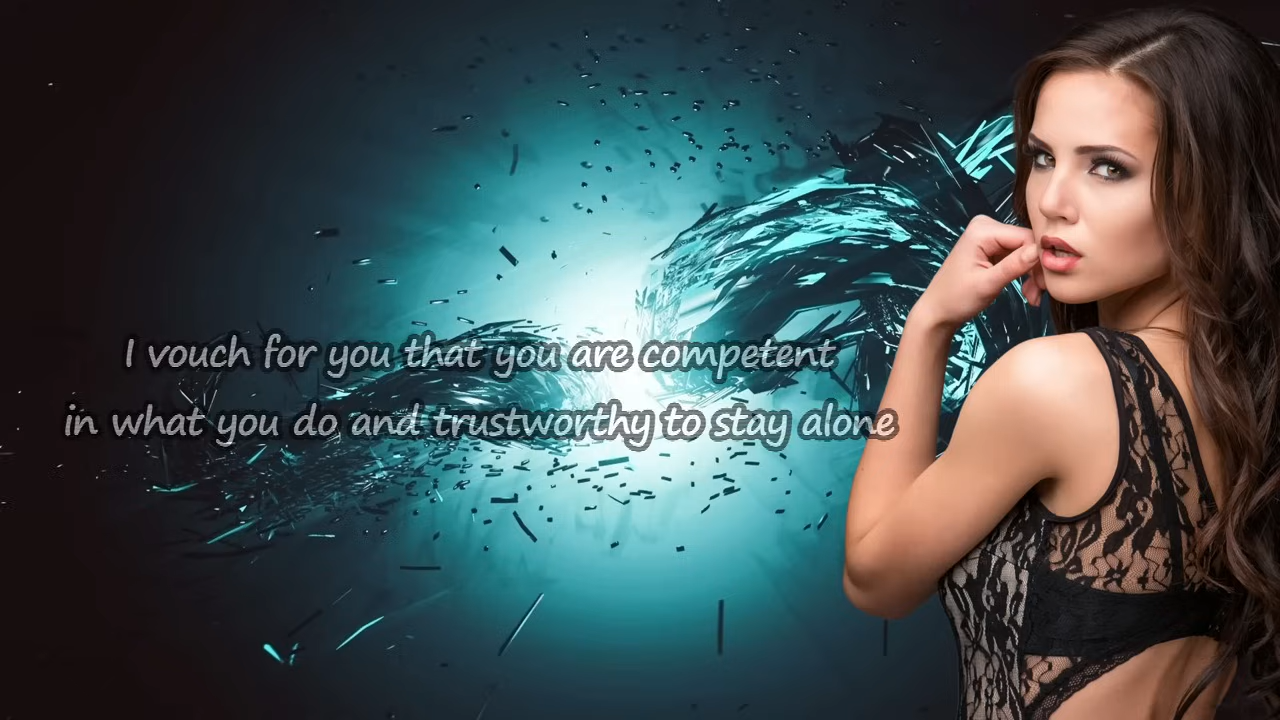 I vouch for you that you are competent
in what you do and trustworthy to stay alone